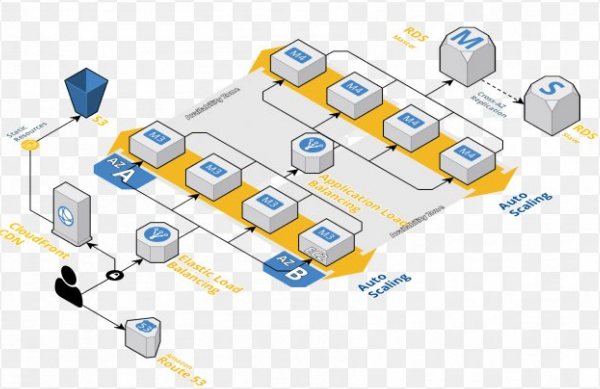 RDS
Master
M
M4
M4
M4
M4
S
RDS
Slave
Cross-AZ
Replication
S3
Static
Resources
Availability Zone
M3
M3
M3
M3
EC2
AZ
A
AZ
B
Application Load
Balancing
Availability Zone
Auto
Scaling
Auto
Scaling
CloudFront
CDN
Elastic Load
Balancing
53
Amazon
Route 53